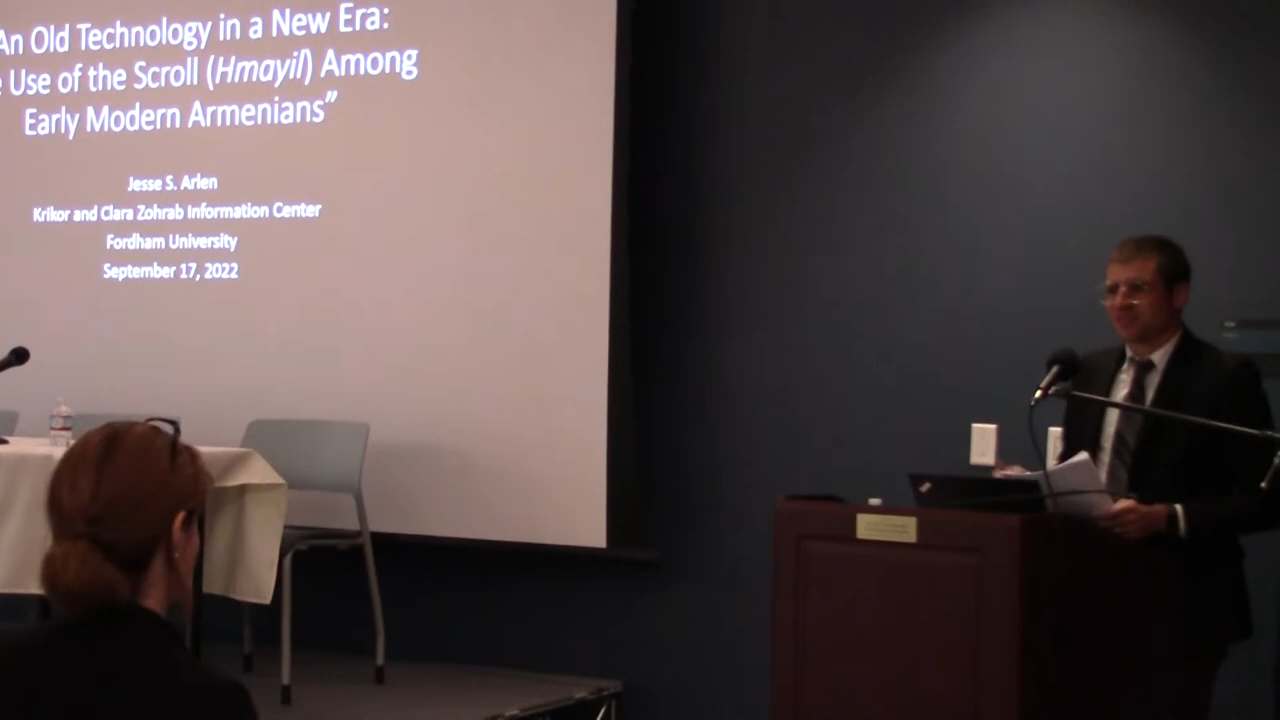 An Old Technology in a New Era:
Use of the Scroll (Hmayil) Among
Early Modern Armenians”
Jesse S. Arlen
Krikor and Clara Zohrab Information Center
Fordham University
September 17, 2022